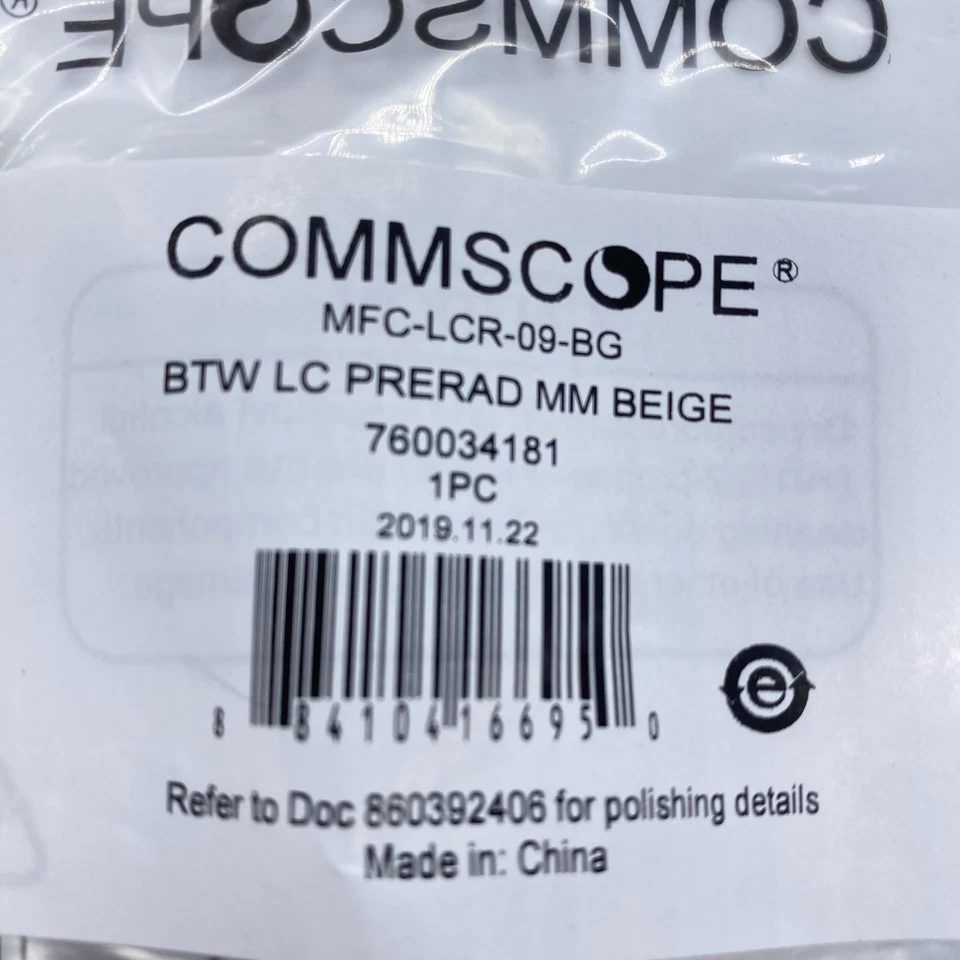 ® COMMSCOPE
COMMSCOPE®
MFC-LCR-09-BG
BTW LC PRERAD MM BEIGE
760034181
1PC
2019.11.22
8 84104 16695 0
e
Refer to Doc 860392406 for polishing details
Made in: China